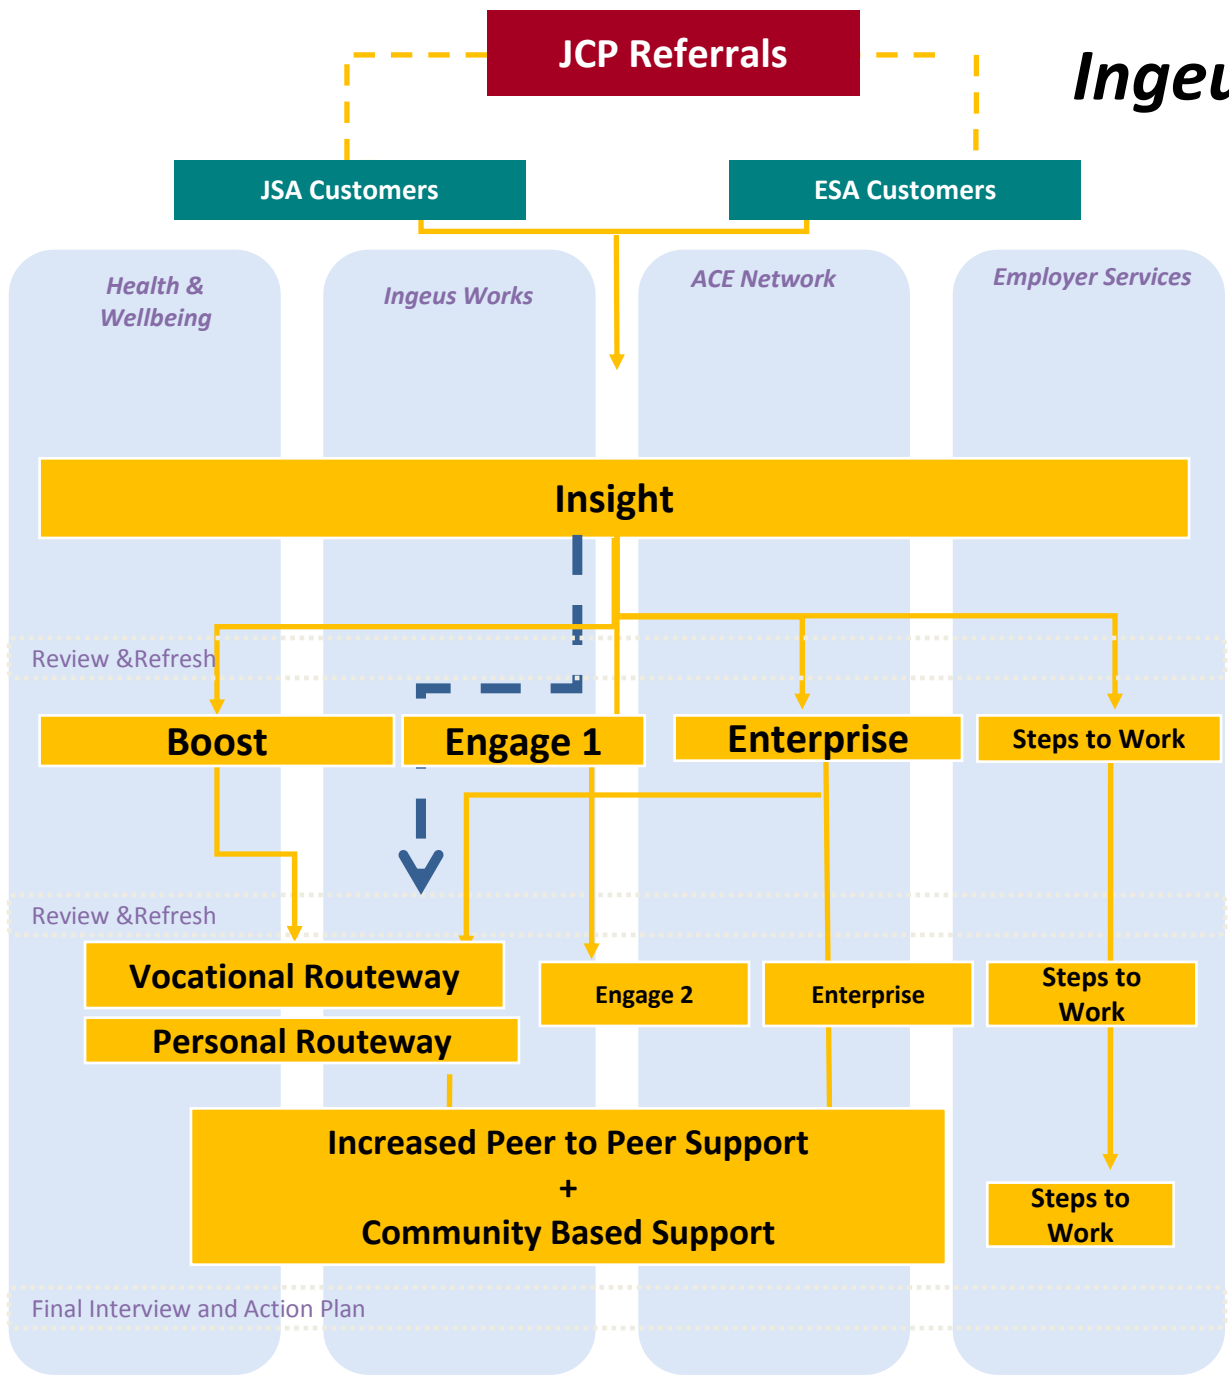 JCP Referrals
Ingeu
JSA Customers
ESA Customers
Health &
Wellbeing
Ingeus Works
ACE Network
Employer Services
Insight
Review &Refresh
Boost
Engage 1
Enterprise
Steps to Work
Review &Refresh
Vocational Routeway
Personal Routeway
Engage 2
Enterprise
Steps to
Work
Increased Peer to Peer Support
+
Community Based Support
Steps to
Work
Final Interview and Action Plan